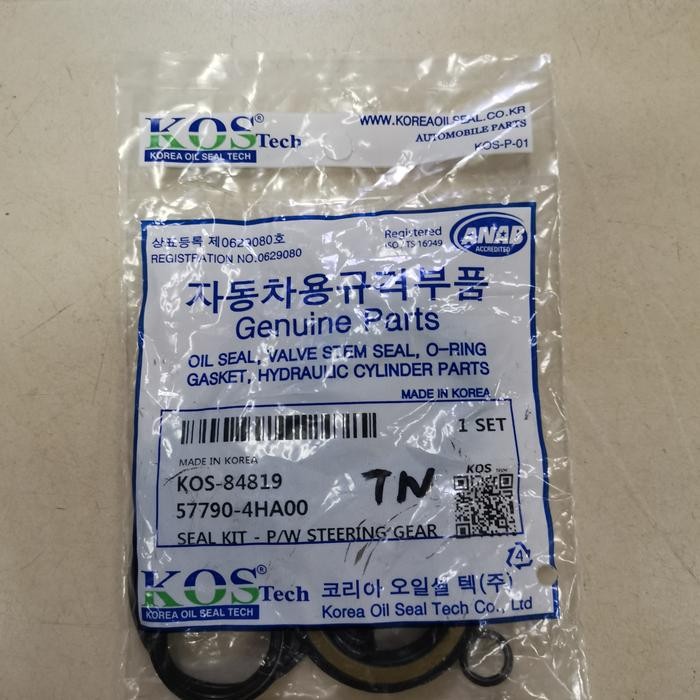 KOS® Tech
KOREA OIL SEAL TECH
WWW.KOREAOILSEAL.CO.KR
AUTOMOBILE PARTS
KOS-P-01
상표등록 제0629080호
REGISTRATION NO.0629080
Registered
ISO/TS 16949
ANAB
ACCREDITED
자동차용규격부품
Genuine Parts
OIL SEAL, VALVE STEM SEAL, O-RING
GASKET, HYDRAULIC CYLINDER PARTS
MADE IN KOREA
1 SET
MADE IN KOREA
KOS-84819
57790-4HA00
SEAL KIT - P/W STEERING GEAR
TN
KOS TECH
4
KOS® Tech
KOREA OIL SEAL TECH
코리아 오일씰 텍(주)
Korea Oil Seal Tech Co., Ltd